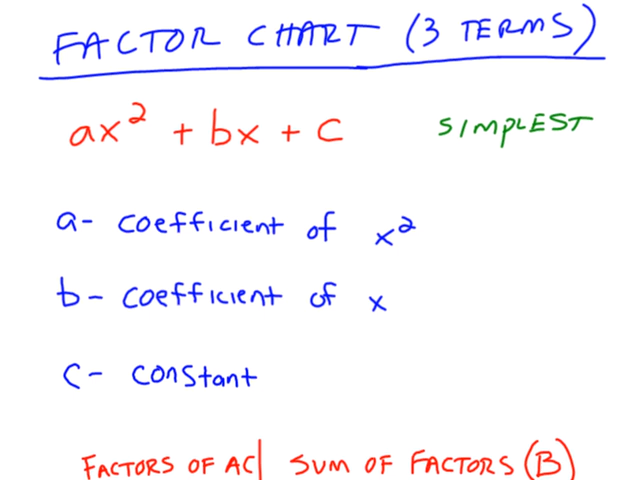 FACTOR CHART (3 TERMS)
ax² + bx + c SIMPLEST
a- coefficient of x²
b- coefficient of x
c- constant
FACTORS OF AC| SUM OF FACTORS (B)